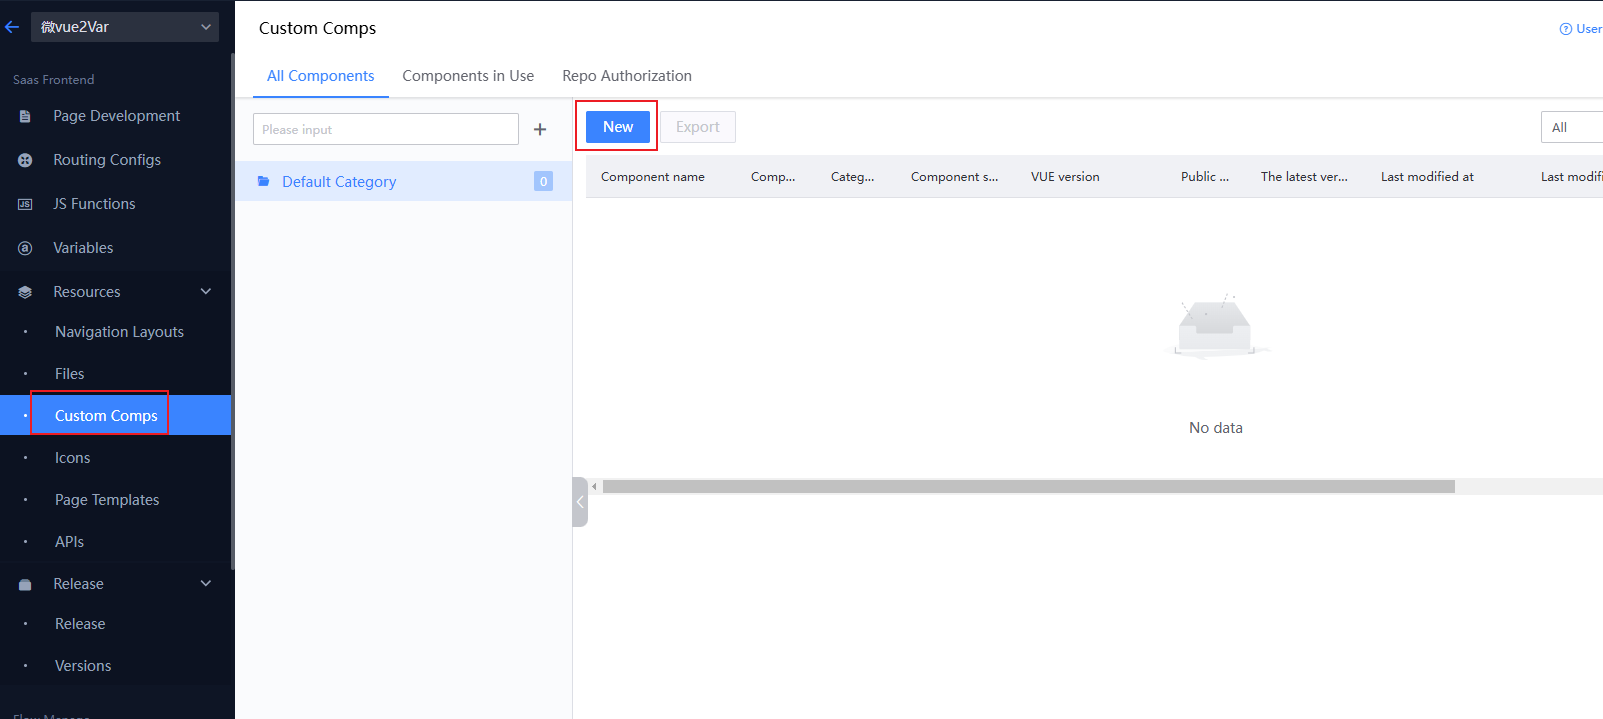 微vue2Var
Saas Frontend
Page Development
Routing Configs
JS Functions
Variables
Resources
Navigation Layouts
Files
Custom Comps
Icons
Page Templates
APIs
Release
Release
Versions
Flow Manage
Custom Comps
User
All Components
Components in Use
Repo Authorization
Please input
Default Category
0
New
Export
All
Component name
Comp...
Categ...
Component s...
VUE version
Public ...
The latest ver...
Last modified at
Last modifi
No data